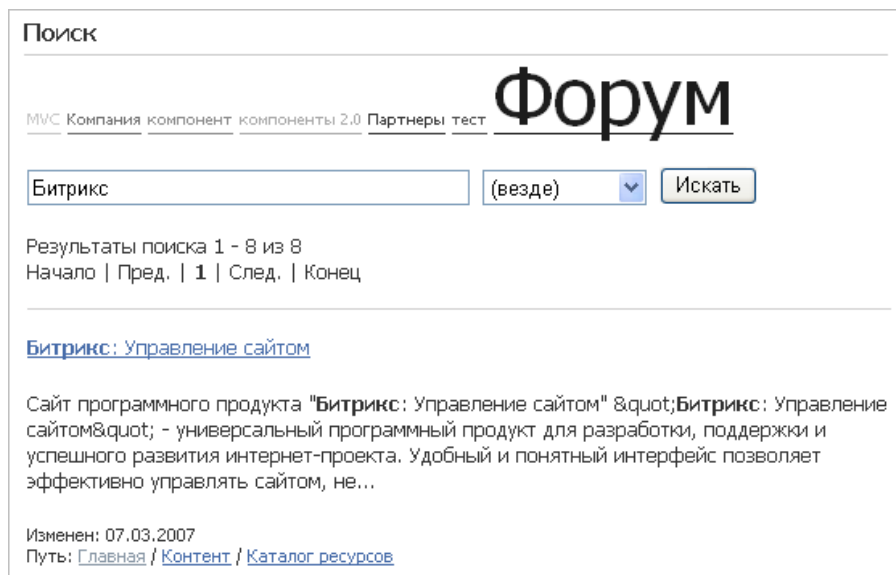 Поиск
MVC Компания компонент компоненты 2.0 Партнеры тест Форум
Битрикс (везде) Искать
Результаты поиска 1 - 8 из 8
Начало | Пред. | 1 | След. | Конец
Битрикс: Управление сайтом
Сайт программного продукта "Битрикс: Управление сайтом" &quot;Битрикс: Управление
сайтом&quot; - универсальный программный продукт для разработки, поддержки и
успешного развития интернет-проекта. Удобный и понятный интерфейс позволяет
эффективно управлять сайтом, не...
Изменен: 07.03.2007
Путь: Главная / Контент / Каталог ресурсов